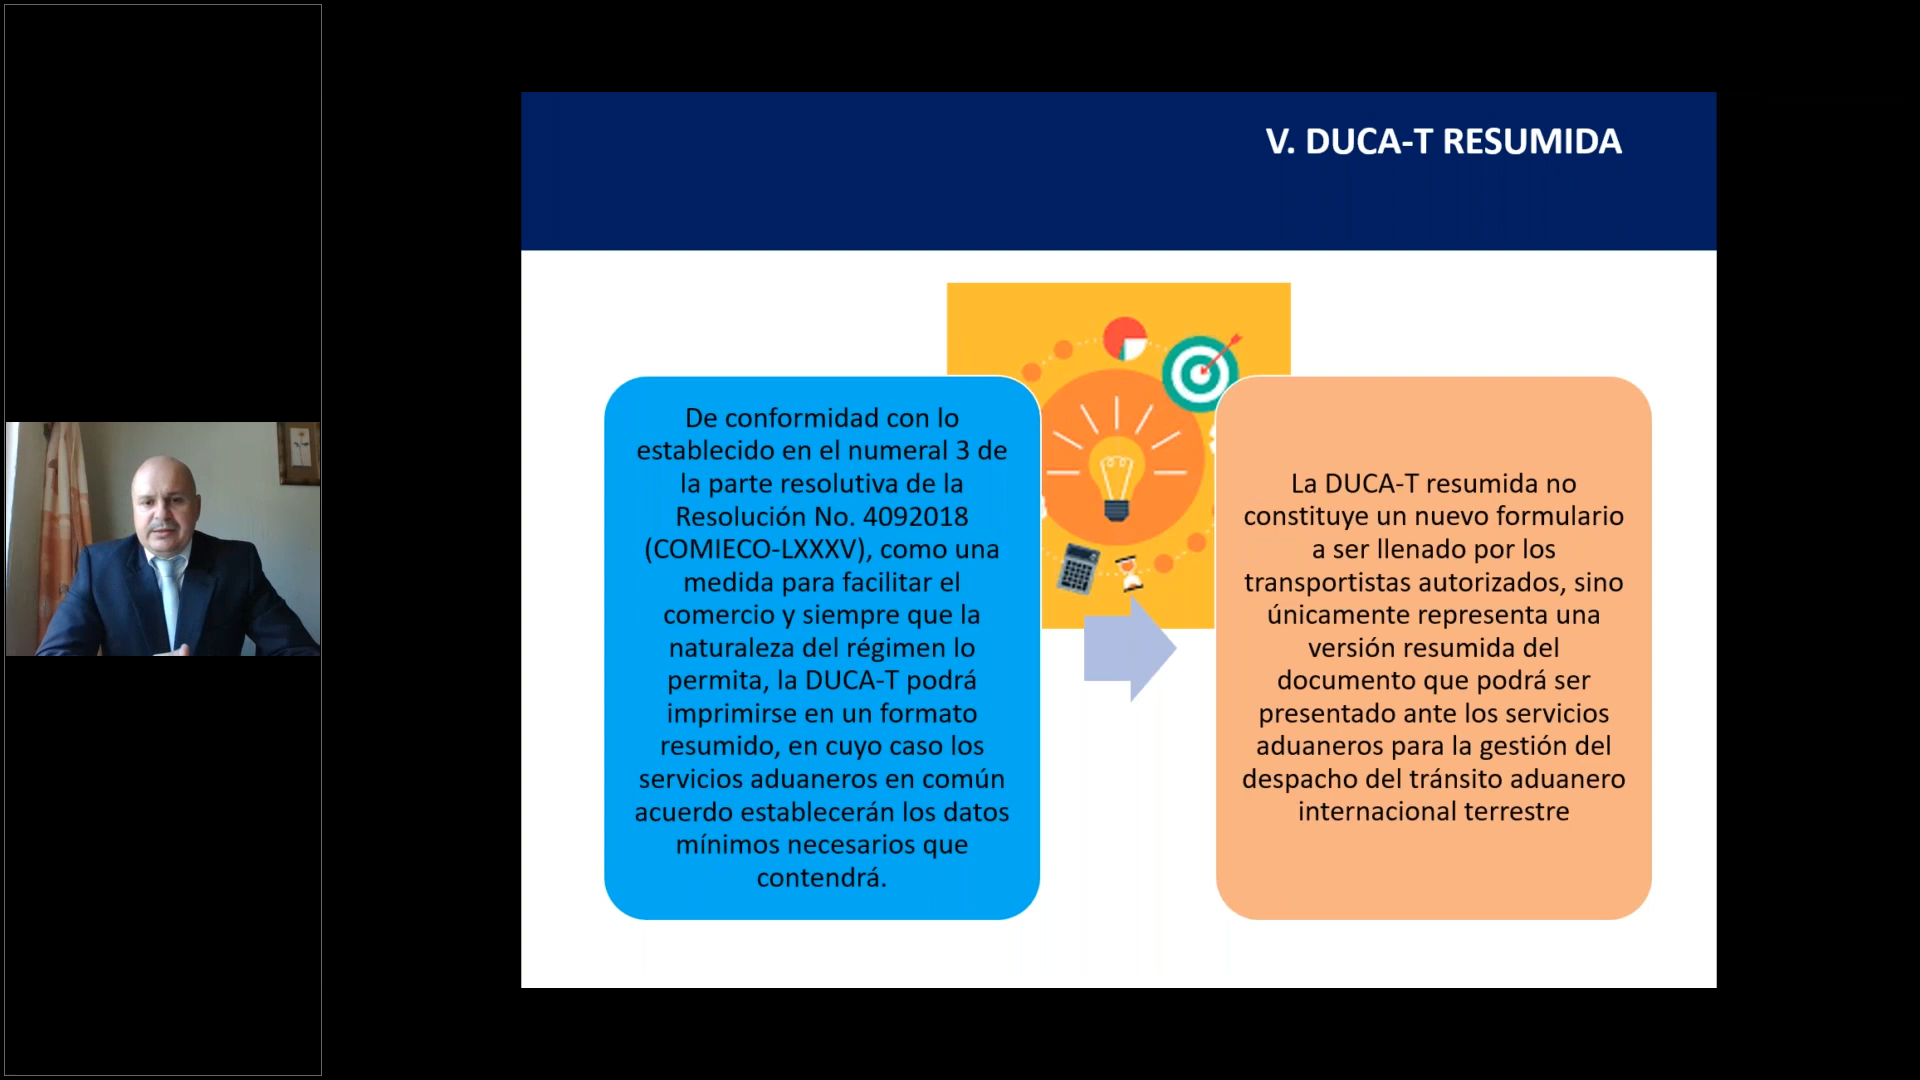 V. DUCA-T RESUMIDA
De conformidad con lo
establecido en el numeral 3 de
la parte resolutiva de la
Resolución No. 4092018
(COMIECO-LXXXV), como una
medida para facilitar el
comercio y siempre que la
naturaleza del régimen lo
permita, la DUCA-T podrá
imprimirse en un formato
resumido, en cuyo caso los
servicios aduaneros en común
acuerdo establecerán los datos
mínimos necesarios que
contendrá.
La DUCA-T resumida no
constituye un nuevo formulario
a ser llenado por los
transportistas autorizados, sino
únicamente representa una
versión resumida del
documento que podrá ser
presentado ante los servicios
aduaneros para la gestión del
despacho del tránsito aduanero
internacional terrestre